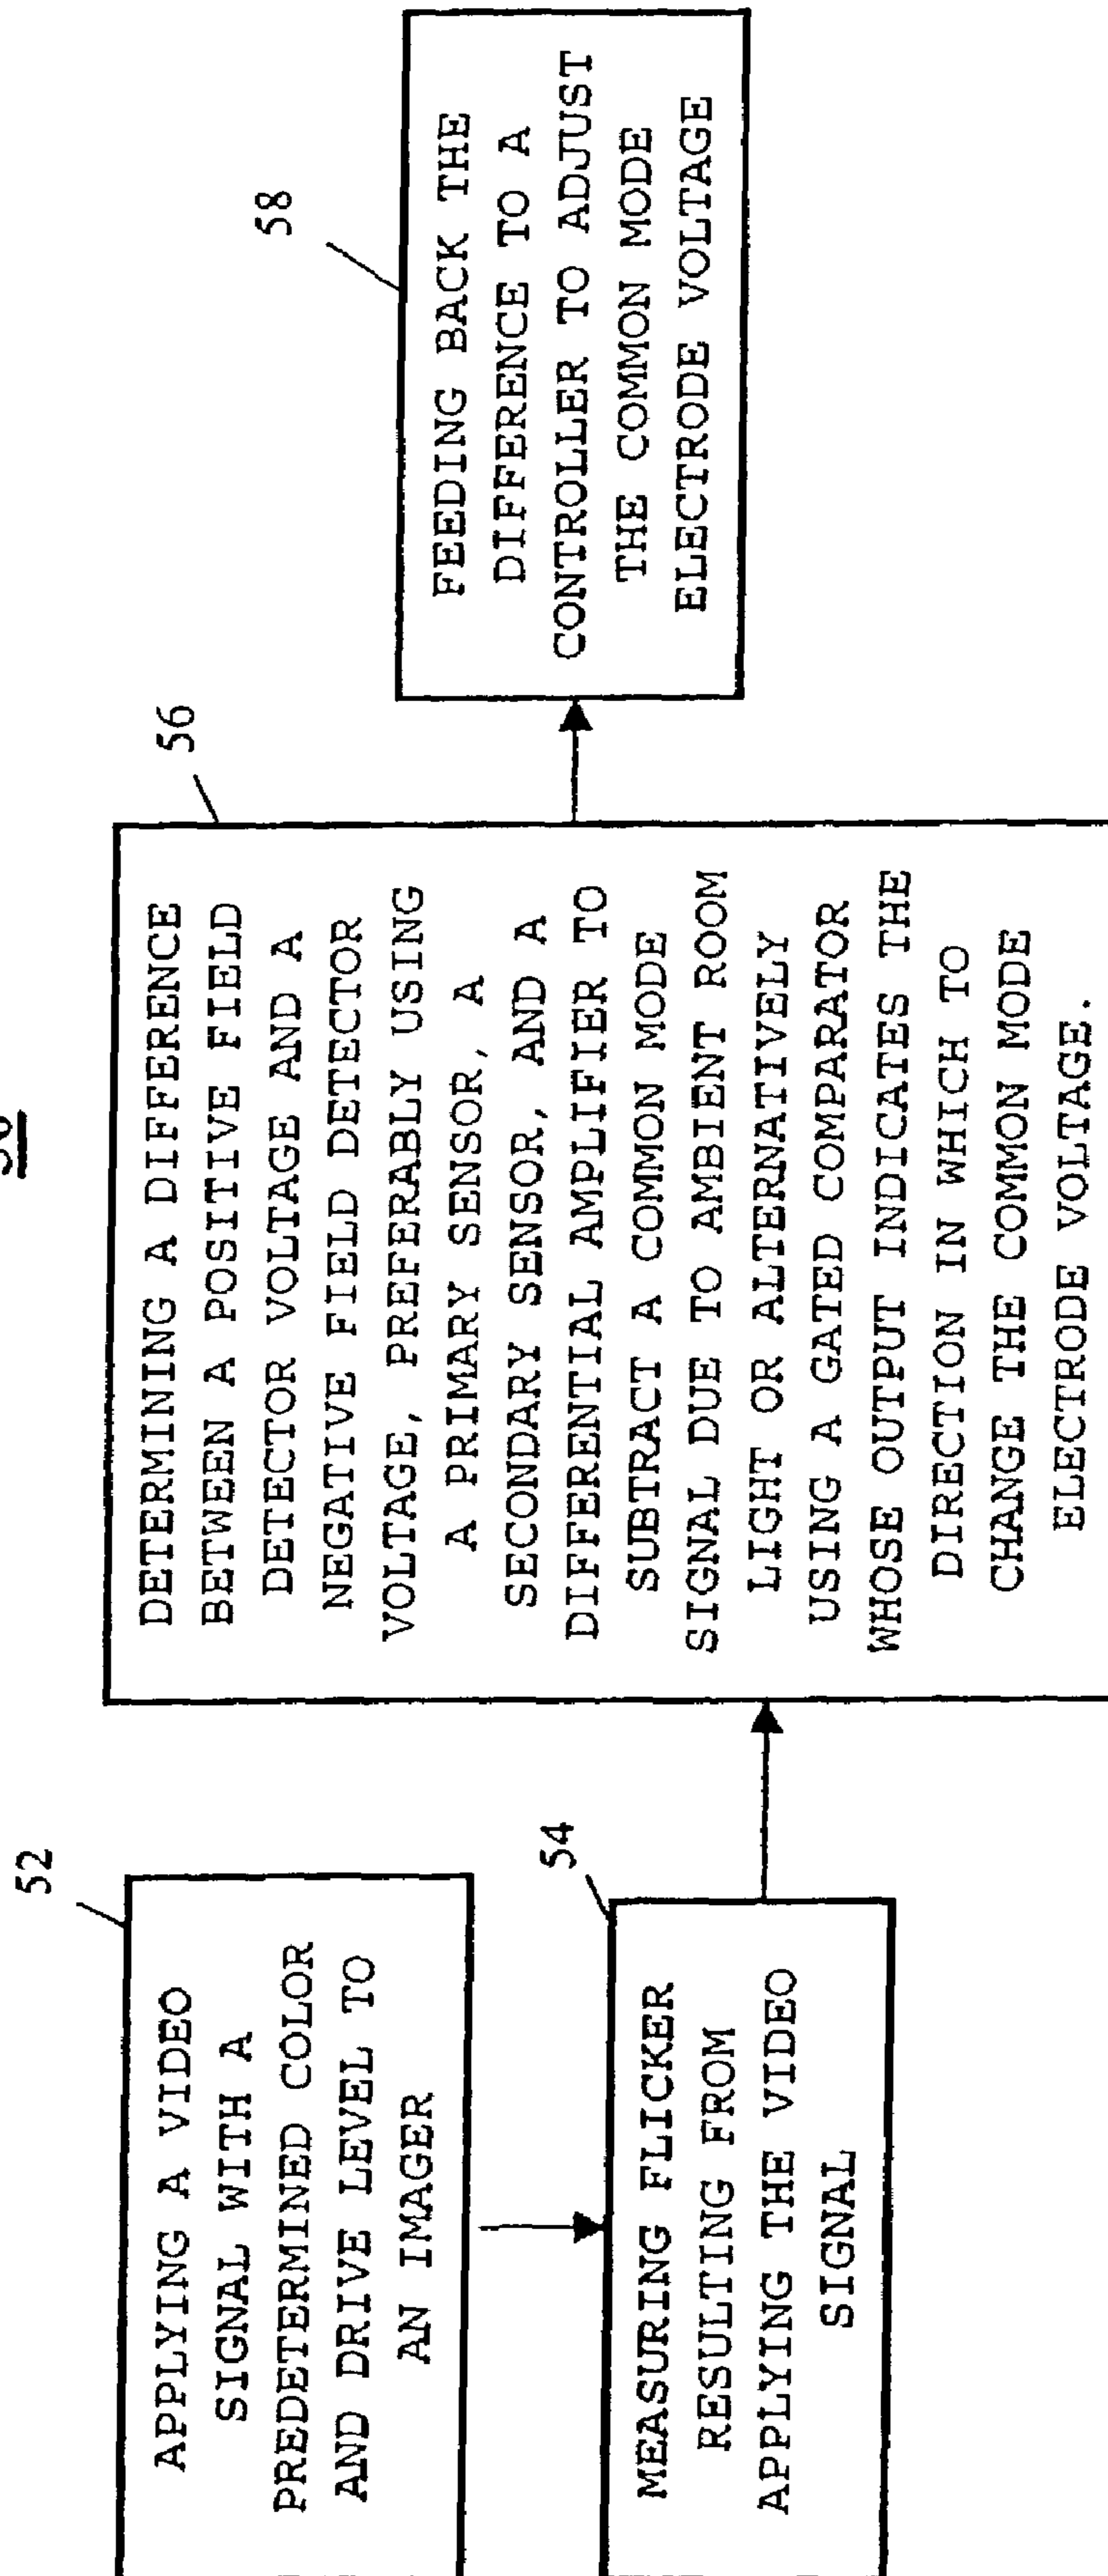 52
APPLYING A VIDEO
SIGNAL WITH A
PREDETERMINED COLOR
AND DRIVE LEVEL TO
AN IMAGER
54
MEASURING FLICKER
RESULTING FROM
APPLYING THE VIDEO
SIGNAL
56
DETERMINING A DIFFERENCE
BETWEEN A POSITIVE FIELD
DETECTOR VOLTAGE AND A
NEGATIVE FIELD DETECTOR
VOLTAGE, PREFERABLY USING
A PRIMARY SENSOR, A
SECONDARY SENSOR, AND A
DIFFERENTIAL AMPLIFIER TO
SUBTRACT A COMMON MODE
SIGNAL DUE TO AMBIENT ROOM
LIGHT OR ALTERNATIVELY
USING A GATED COMPARATOR
WHOSE OUTPUT INDICATES THE
DIRECTION IN WHICH TO
CHANGE THE COMMON MODE
ELECTRODE VOLTAGE.
58
FEEDING BACK THE
DIFFERENCE TO A
CONTROLLER TO ADJUST
THE COMMON MODE
ELECTRODE VOLTAGE